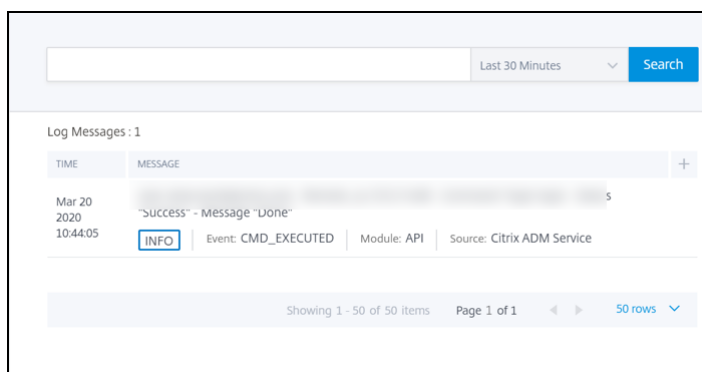 Last 30 Minutes Search
Log Messages : 1
TIME MESSAGE +
Mar 20
2020
10:44:05
s
"Success" - Message "Done"
INFO Event: CMD_EXECUTED Module: API Source: Citrix ADM Service
Showing 1 - 50 of 50 items Page 1 of 1 50 rows